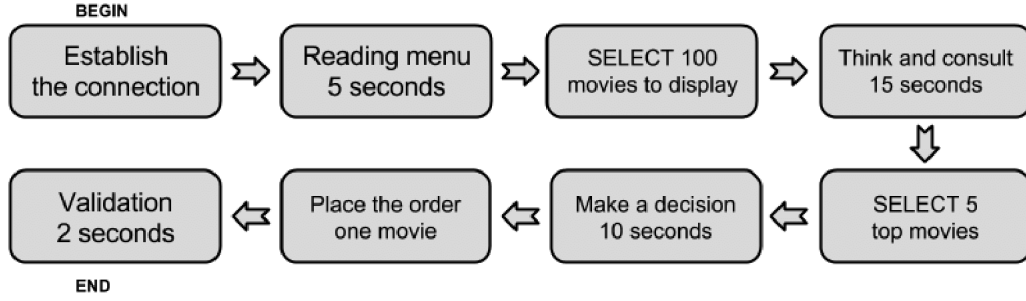 BEGIN
Establish
the connection
Reading menu
5 seconds
SELECT 100
movies to display
Think and consult
15 seconds
SELECT 5
top movies
Make a decision
10 seconds
Place the order
one movie
Validation
2 seconds
END